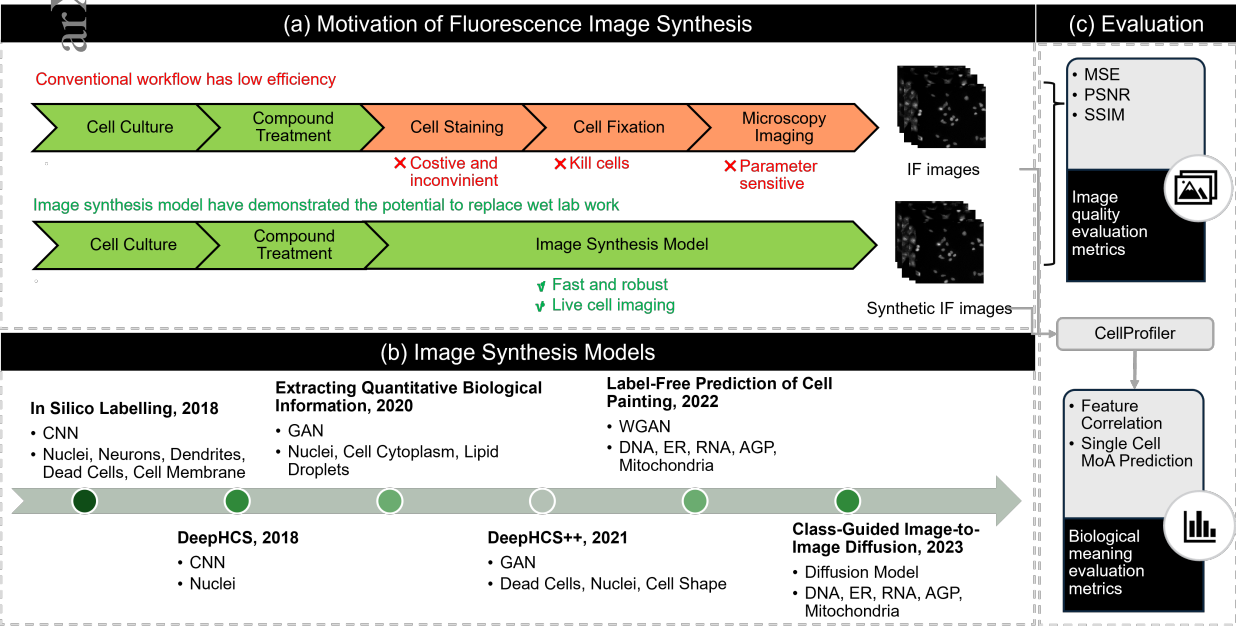 arX
(a) Motivation of Fluorescence Image Synthesis
Conventional workflow has low efficiency
Cell Culture
Compound
Treatment
Cell Staining
Cell Fixation
Microscopy
Imaging
✕ Costive and
inconvinient
✕ Kill cells
✕ Parameter
sensitive
IF images
Image synthesis model have demonstrated the potential to replace wet lab work
Cell Culture
Compound
Treatment
Image Synthesis Model
Fast and robust
Live cell imaging
Synthetic IF images
(b) Image Synthesis Models
In Silico Labelling, 2018
• CNN
• Nuclei, Neurons, Dendrites,
Dead Cells, Cell Membrane
Extracting Quantitative Biological
Information, 2020
• GAN
• Nuclei, Cell Cytoplasm, Lipid
Droplets
Label-Free Prediction of Cell
Painting, 2022
• WGAN
• DNA, ER, RNA, AGP,
Mitochondria
DeepHCS, 2018
• CNN
• Nuclei
DeepHCS++, 2021
• GAN
• Dead Cells, Nuclei, Cell Shape
Class-Guided Image-to-
Image Diffusion, 2023
• Diffusion Model
• DNA, ER, RNA, AGP,
Mitochondria
(c) Evaluation
• MSE
• PSNR
• SSIM
Image
quality
evaluation
metrics
CellProfiler
• Feature
Correlation
• Single Cell
MoA Prediction
Biological
meaning
evaluation
metrics